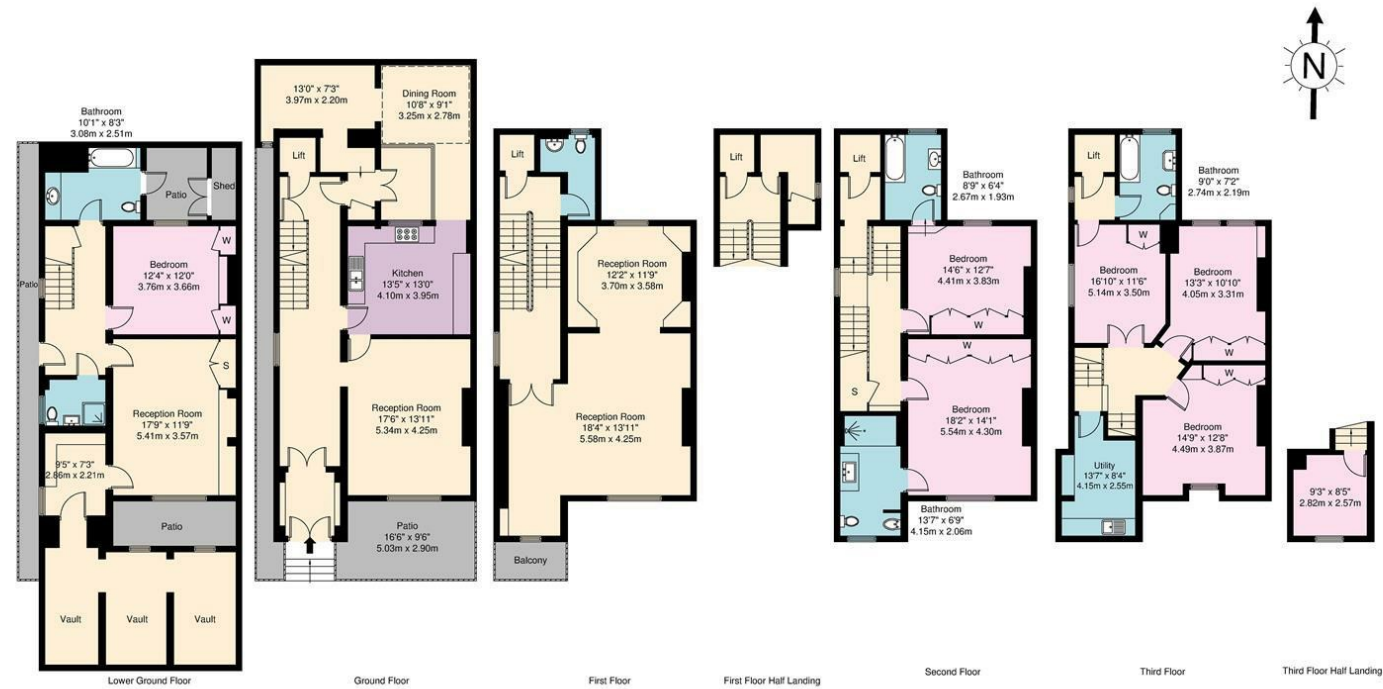 N
Bathroom
10'1" x 8'3"
3.08m x 2.51m
Patio
Patio
Shed
W
Bedroom
12'4" x 12'0"
3.76m x 3.66m
W
S
Reception Room
17'9" x 11'9"
5.41m x 3.57m
9'5" x 7'3"
2.86m x 2.21m
Patio
Vault
Vault
Vault
Lower Ground Floor
13'0" x 7'3"
3.97m x 2.20m
Dining Room
10'8" x 9'1"
3.25m x 2.78m
Lift
Kitchen
13'5" x 13'0"
4.10m x 3.95m
Reception Room
17'6" x 13'11"
5.34m x 4.25m
Patio
16'6" x 9'6"
5.03m x 2.90m
Ground Floor
Lift
Reception Room
12'2" x 11'9"
3.70m x 3.58m
Reception Room
18'4" x 13'11"
5.58m x 4.25m
Balcony
First Floor
Lift
First Floor Half Landing
Lift
Bathroom
8'9" x 6'4"
2.67m x 1.93m
Bedroom
14'6" x 12'7"
4.41m x 3.83m
W
W
S
Bedroom
18'2" x 14'1"
5.54m x 4.30m
Bathroom
13'7" x 6'9"
4.15m x 2.06m
Second Floor
Lift
Bathroom
9'0" x 7'2"
2.74m x 2.19m
W
Bedroom
16'10" x 11'6"
5.14m x 3.50m
Bedroom
13'3" x 10'10"
4.05m x 3.31m
W
W
Bedroom
14'9" x 12'8"
4.49m x 3.87m
Utility
13'7" x 8'4"
4.15m x 2.55m
Third Floor
9'3" x 8'5"
2.82m x 2.57m
Third Floor Half Landing